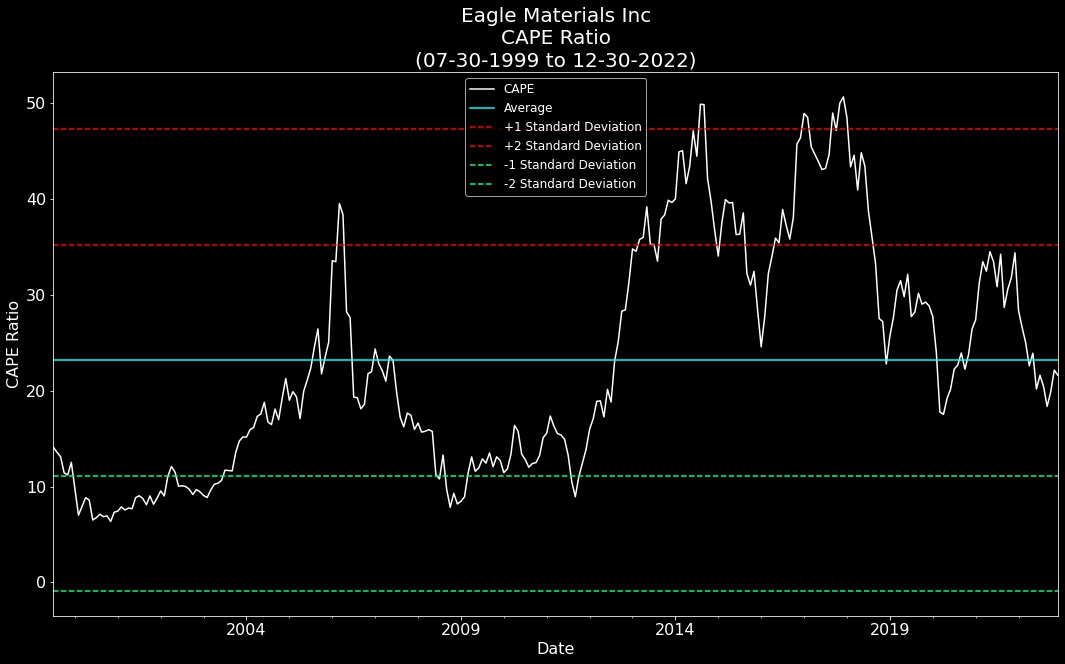 Eagle Materials Inc
CAPE Ratio
(07-30-1999 to 12-30-2022)
CAPE
Average
+1 Standard Deviation
+2 Standard Deviation
-1 Standard Deviation
-2 Standard Deviation
CAPE Ratio
50
40
30
20
10
0
2004
2009
2014
2019
Date